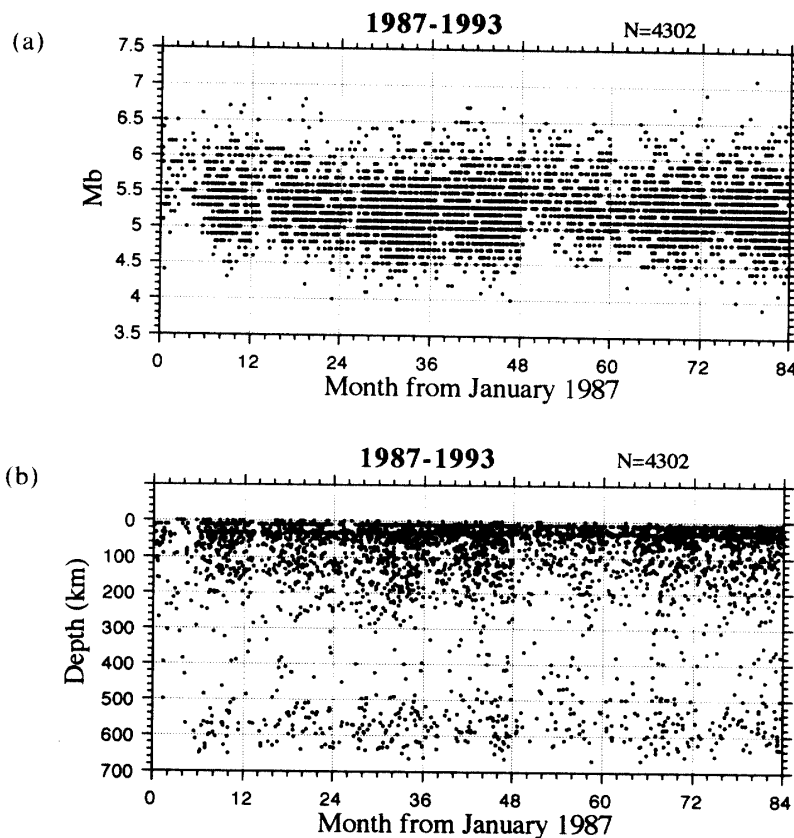 (a)
1987-1993 N=4302
7.5
7
6.5
6
5.5
5
4.5
4
3.5
Mb
0 12 24 36 48 60 72 84
Month from January 1987
(b)
1987-1993 N=4302
0
100
200
300
400
500
600
700
Depth (km)
0 12 24 36 48 60 72 84
Month from January 1987